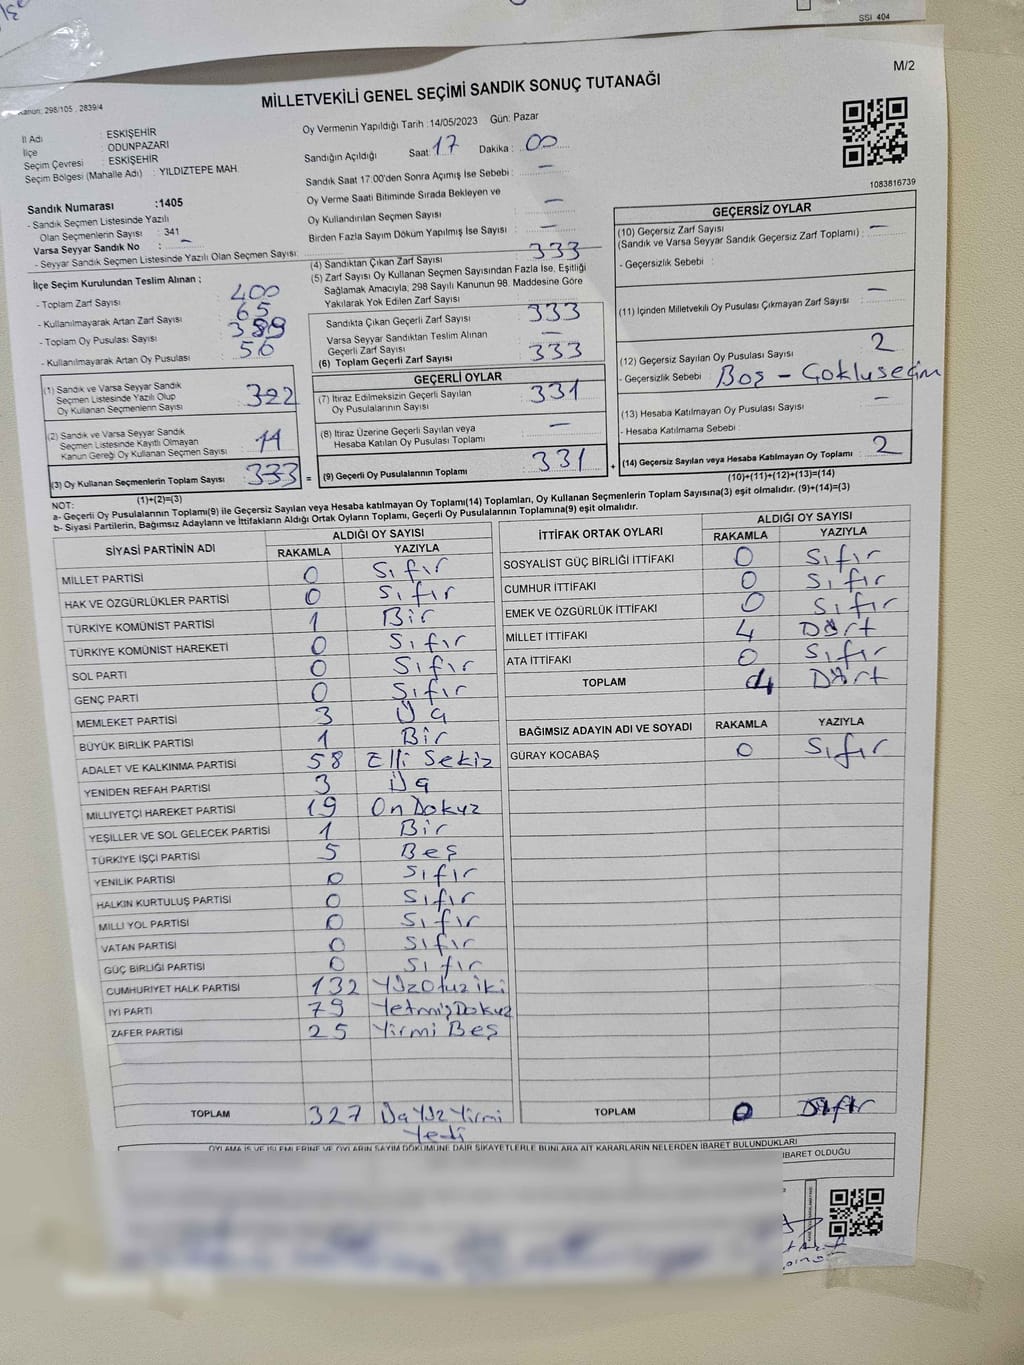 SSI 404
M/2
Kanun: 298/105 , 2839/4
MİLLETVEKİLİ GENEL SEÇİMİ SANDIK SONUÇ TUTANAĞI
İl Adı : ESKİŞEHİR
İlçe : ODUNPAZARI
Seçim Çevresi : ESKİŞEHİR
Seçim Bölgesi (Mahalle Adı) : YILDIZTEPE MAH.
Oy Vermenin Yapıldığı Tarih :14/05/2023 Gün: Pazar
Sandığın Açıldığı Saat: 17 Dakika : 00
Sandık Saat 17.00'den Sonra Açımış İse Sebebi : -
Oy Verme Saati Bitiminde Sırada Bekleyen ve
Oy Kullandırılan Seçmen Sayısı : -
Birden Fazla Sayım Döküm Yapılmış İse Sayısı : -
1083816739
Sandık Numarası :1405
- Sandık Seçmen Listesinde Yazılı
Olan Seçmenlerin Sayısı : 341
Varsa Seyyar Sandık No : -
- Seyyar Sandık Seçmen Listesinde Yazılı Olan Seçmen Sayısı:
İlçe Seçim Kurulundan Teslim Alınan ;
- Toplam Zarf Sayısı : 400
- Kullanılmayarak Artan Zarf Sayısı : 65
- Toplam Oy Pusulası Sayısı :
- Kullanılmayarak Artan Oy Pusulası : 56
(1) Sandık ve Varsa Seyyar Sandık
Seçmen Listesinde Yazılı Olup
Oy Kullanan Seçmenlerin Sayısı : 322
(2) Sandık ve Varsa Seyyar Sandık
Seçmen Listesinde Kayıtlı Olmayan
Kanun Gereği Oy Kullanan Seçmen Sayısı : 11
(3) Oy Kullanan Seçmenlerin Toplam Sayısı : 333
(1)+(2)=(3)
(4) Sandıktan Çıkan Zarf Sayısı : 333
(5) Zarf Sayısı Oy Kullanan Seçmen Sayısından Fazla İse, Eşitliği
Sağlamak Amacıyla; 298 Sayılı Kanunun 98. Maddesine Göre
Yakılarak Yok Edilen Zarf Sayısı :
Sandıkta Çıkan Geçerli Zarf Sayısı : 333
Varsa Seyyar Sandıktan Teslim Alınan
Geçerli Zarf Sayısı : -
(6) Toplam Geçerli Zarf Sayısı : 333
GEÇERLİ OYLAR
(7) İtiraz Edilmeksizin Geçerli Sayılan
Oy Pusulalarının Sayısı : 331
(8) İtiraz Üzerine Geçerli Sayılan veya
Hesaba Katılan Oy Pusulası Toplamı : -
= (9) Geçerli Oy Pusulalarının Toplamı : 331
GEÇERSİZ OYLAR
(10) Geçersiz Zarf Sayısı
(Sandık ve Varsa Seyyar Sandık Geçersiz Zarf Toplamı) : -
- Geçersizlik Sebebi :
(11) İçinden Milletvekili Oy Pusulası Çıkmayan Zarf Sayısı : -
(12) Geçersiz Sayılan Oy Pusulası Sayısı : 2
- Geçersizlik Sebebi : Boş - Çokluseçim
(13) Hesaba Katılmayan Oy Pusulası Sayısı : -
- Hesaba Katılmama Sebebi :
+ (14) Geçersiz Sayılan veya Hesaba Katılmayan Oy Toplamı : 2
(10)+(11)+(12)+(13)=(14)
NOT:
a- Geçerli Oy Pusulalarının Toplamı(9) ile Geçersiz Sayılan veya Hesaba katılmayan Oy Toplamı(14) Toplamları, Oy Kullanan Seçmenlerin Toplam Sayısına(3) eşit olmalıdır. (9)+(14)=(3)
b- Siyasi Partilerin, Bağımsız Adayların ve İttifakların Aldığı Ortak Oyların Toplamı, Geçerli Oy Pusulalarının Toplamına(9) eşit olmalıdır.
SİYASİ PARTİNİN ADI ALDIĞI OY SAYISI
RAKAMLA YAZIYLA
MİLLET PARTİSİ 0 Sıfır
HAK VE ÖZGÜRLÜKLER PARTİSİ 0 Sıfır
TÜRKİYE KOMÜNİST PARTİSİ 1 Bir
TÜRKİYE KOMÜNİST HAREKETİ 0 Sıfır
SOL PARTİ 0 Sıfır
GENÇ PARTİ 0 Sıfır
MEMLEKET PARTİSİ 3 Üç
BÜYÜK BİRLİK PARTİSİ 1 Bir
ADALET VE KALKINMA PARTİSİ 58 Elli Sekiz
YENİDEN REFAH PARTİSİ 3 Üç
MİLLİYETÇİ HAREKET PARTİSİ 19 On Dokuz
YEŞİLLER VE SOL GELECEK PARTİSİ 1 Bir
TÜRKİYE İŞÇİ PARTİSİ 5 Beş
YENİLİK PARTİSİ 0 Sıfır
HALKIN KURTULUŞ PARTİSİ 0 Sıfır
MİLLİ YOL PARTİSİ 0 Sıfır
VATAN PARTİSİ 0 Sıfır
GÜÇ BİRLİĞİ PARTİSİ 0 Sıfır
CUMHURİYET HALK PARTİSİ 132 YüzOtuziki
İYİ PARTİ 79 YetmişDokuz
ZAFER PARTİSİ 25 Yirmi Beş
TOPLAM 327 Üç Yüz Yirmi
Yedi
İTTİFAK ORTAK OYLARI ALDIĞI OY SAYISI
RAKAMLA YAZIYLA
SOSYALİST GÜÇ BİRLİĞİ İTTİFAKI 0 Sıfır
CUMHUR İTTİFAKI 0 Sıfır
EMEK VE ÖZGÜRLÜK İTTİFAKI 0 Sıfır
MİLLET İTTİFAKI 4 Dört
ATA İTTİFAKI 0 Sıfır
TOPLAM 4 Dört
BAĞIMSIZ ADAYIN ADI VE SOYADI RAKAMLA YAZIYLA
GÜRAY KOCABAŞ 0 Sıfır
TOPLAM 0 Sıfır
OYLAMA İŞ VE İŞLEMLERİNE VE OYLARIN SAYIM DÖKÜMÜNE DAİR ŞİKAYETLERLE BUNLARA AİT KARARLARIN NELERDEN İBARET BULUNDUKLARI
İBARET OLDUĞU